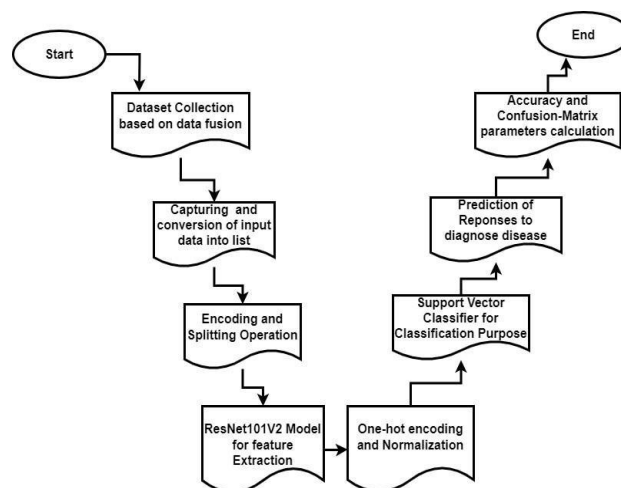 Start
Dataset Collection
based on data fusion
Capturing and
conversion of input
data into list
Encoding and
Splitting Operation
ResNet101V2 Model
for feature
Extraction
One-hot encoding
and Normalization
Support Vector
Classifier for
Classification Purpose
Prediction of
Reponses to
diagnose disease
Accuracy and
Confusion-Matrix
parameters calculation
End